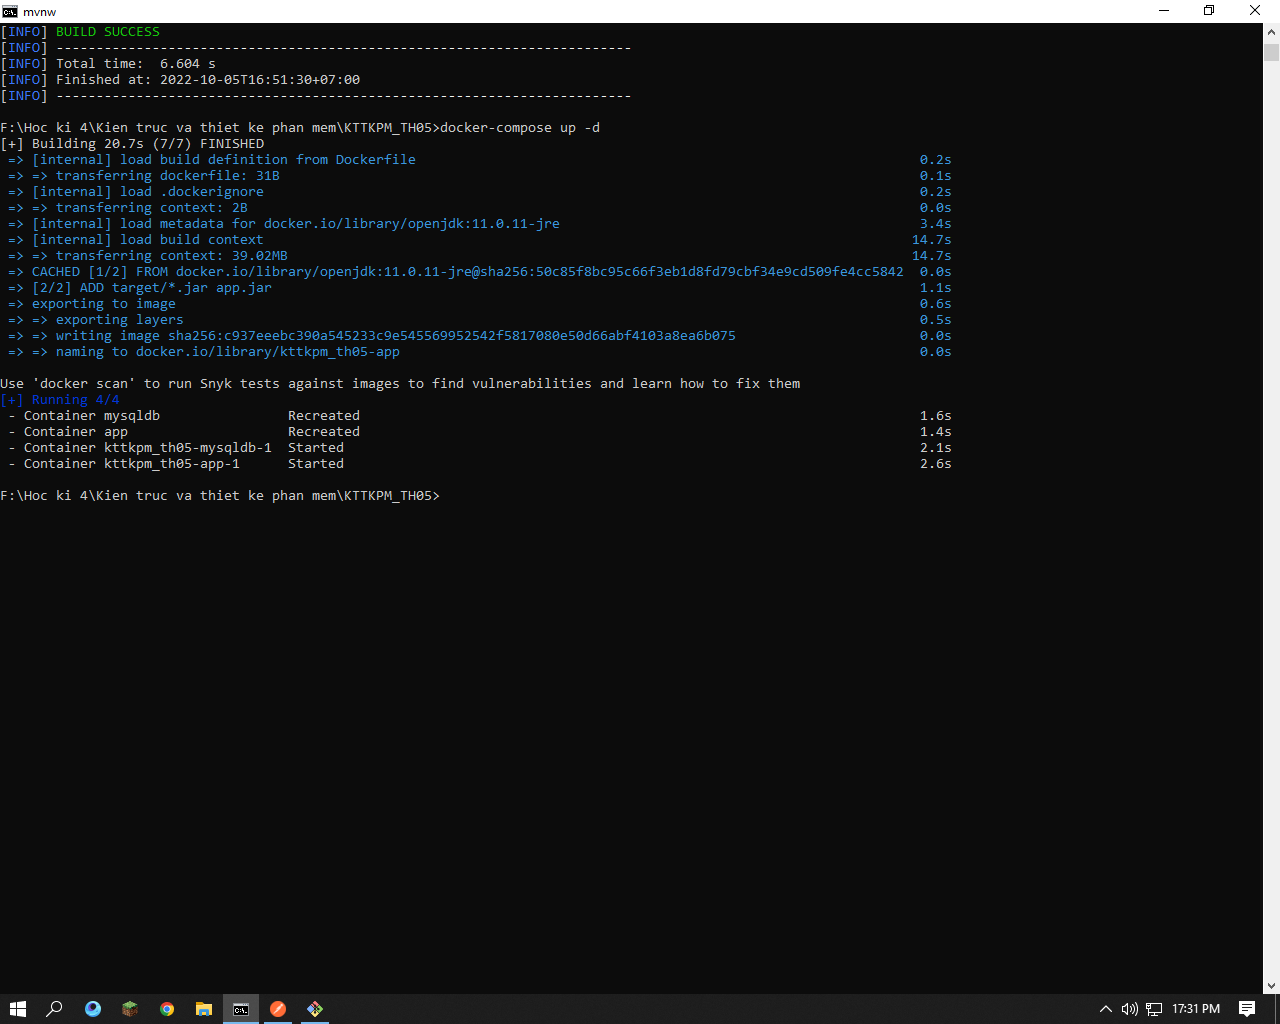 mvnw
[INFO] BUILD SUCCESS
[INFO] ------------------------------------------------------------------------
[INFO] Total time:  6.604 s
[INFO] Finished at: 2022-10-05T16:51:30+07:00
[INFO] ------------------------------------------------------------------------
F:\Hoc ki 4\Kien truc va thiet ke phan mem\KTTKPM_TH05>docker-compose up -d
[+] Building 20.7s (7/7) FINISHED
=> [internal] load build definition from Dockerfile 0.2s
=> => transferring dockerfile: 31B 0.1s
=> [internal] load .dockerignore 0.2s
=> => transferring context: 2B 0.0s
=> [internal] load metadata for docker.io/library/openjdk:11.0.11-jre 3.4s
=> [internal] load build context 14.7s
=> => transferring context: 39.02MB 14.7s
=> CACHED [1/2] FROM docker.io/library/openjdk:11.0.11-jre@sha256:50c85f8bc95c66f3eb1d8fd79cbf34e9cd509fe4cc5842 0.0s
=> [2/2] ADD target/*.jar app.jar 1.1s
=> exporting to image 0.6s
=> => exporting layers 0.5s
=> => writing image sha256:c937eeebc390a545233c9e545569952542f5817080e50d66abf4103a8ea6b075 0.0s
=> => naming to docker.io/library/kttkpm_th05-app 0.0s
Use 'docker scan' to run Snyk tests against images to find vulnerabilities and learn how to fix them
[+] Running 4/4
- Container mysqldb Recreated 1.6s
- Container app Recreated 1.4s
- Container kttkpm_th05-mysqldb-1 Started 2.1s
- Container kttkpm_th05-app-1 Started 2.6s
F:\Hoc ki 4\Kien truc va thiet ke phan mem\KTTKPM_TH05>
17:31 PM